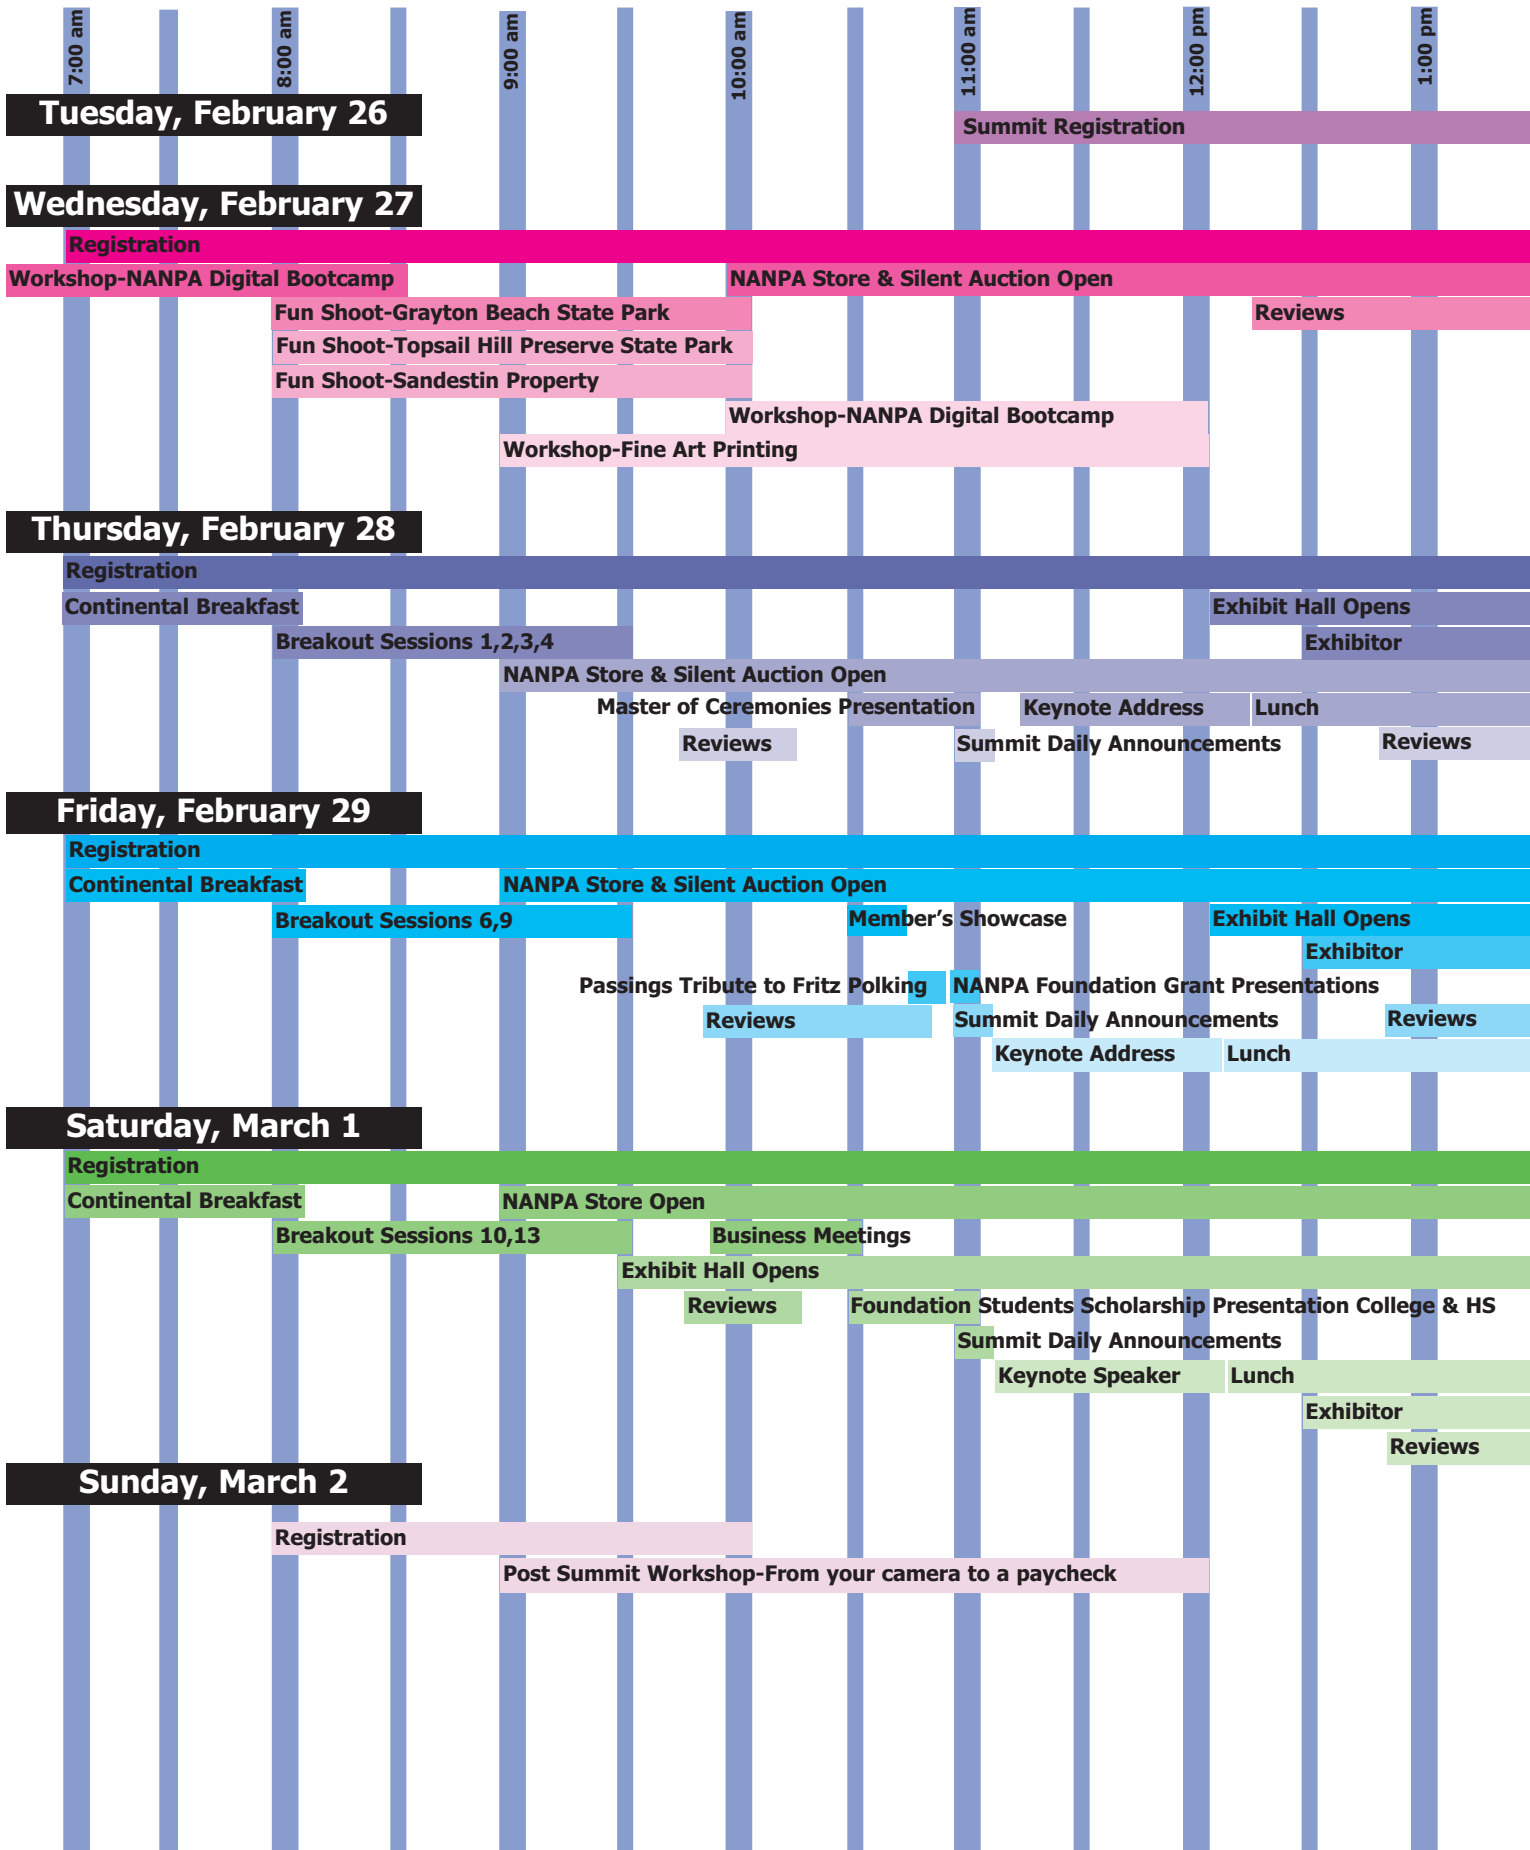 7:00 am
8:00 am
9:00 am
10:00 am
11:00 am
12:00 pm
1:00 pm
Tuesday, February 26
Summit Registration
Wednesday, February 27
Registration
Workshop-NANPA Digital Bootcamp
NANPA Store & Silent Auction Open
Fun Shoot-Grayton Beach State Park
Reviews
Fun Shoot-Topsail Hill Preserve State Park
Fun Shoot-Sandestin Property
Workshop-NANPA Digital Bootcamp
Workshop-Fine Art Printing
Thursday, February 28
Registration
Continental Breakfast
Exhibit Hall Opens
Breakout Sessions 1,2,3,4
Exhibitor
NANPA Store & Silent Auction Open
Master of Ceremonies Presentation
Keynote Address
Lunch
Reviews
Summit Daily Announcements
Reviews
Friday, February 29
Registration
Continental Breakfast
NANPA Store & Silent Auction Open
Breakout Sessions 6,9
Member’s Showcase
Exhibit Hall Opens
Exhibitor
Passings Tribute to Fritz Polking
NANPA Foundation Grant Presentations
Reviews
Summit Daily Announcements
Reviews
Keynote Address
Lunch
Saturday, March 1
Registration
Continental Breakfast
NANPA Store Open
Breakout Sessions 10,13
Business Meetings
Exhibit Hall Opens
Reviews
Foundation Students Scholarship Presentation College & HS
Summit Daily Announcements
Keynote Speaker
Lunch
Exhibitor
Reviews
Sunday, March 2
Registration
Post Summit Workshop-From your camera to a paycheck